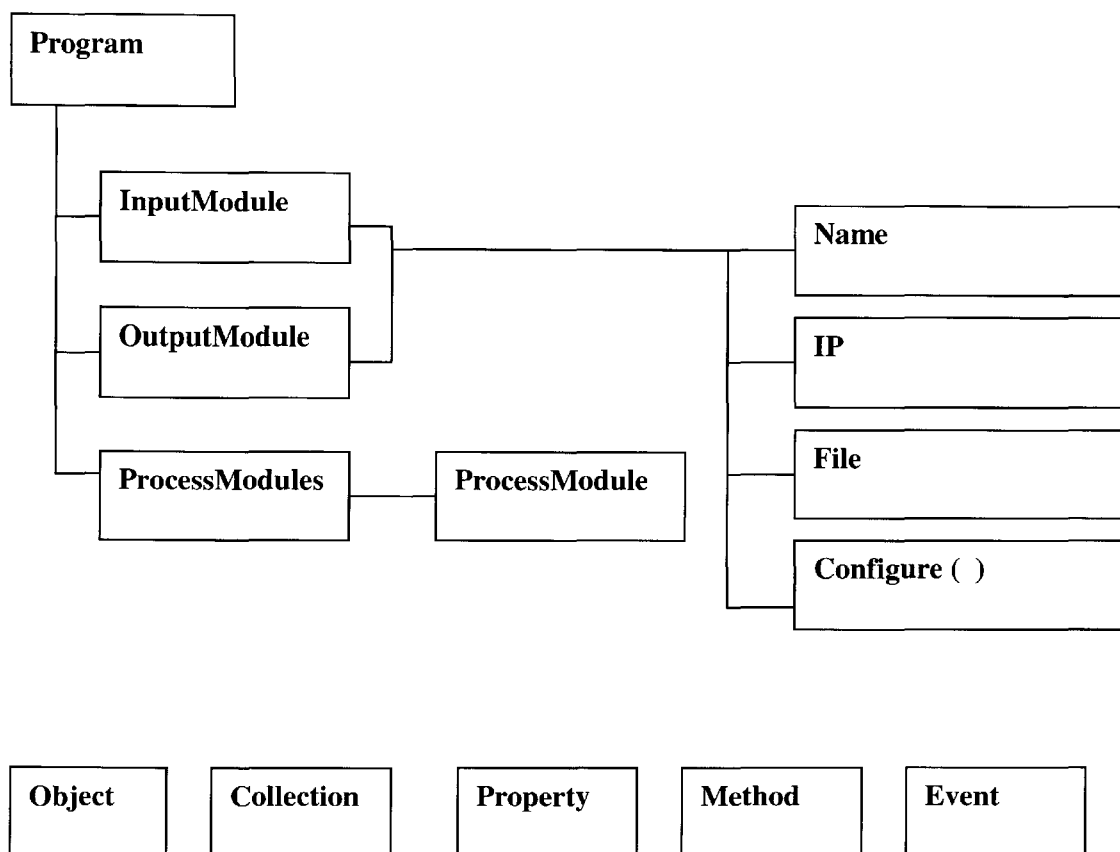 Program
InputModule
Name
OutputModule
IP
File
ProcessModules
ProcessModule
Configure ( )
Object
Collection
Property
Method
Event